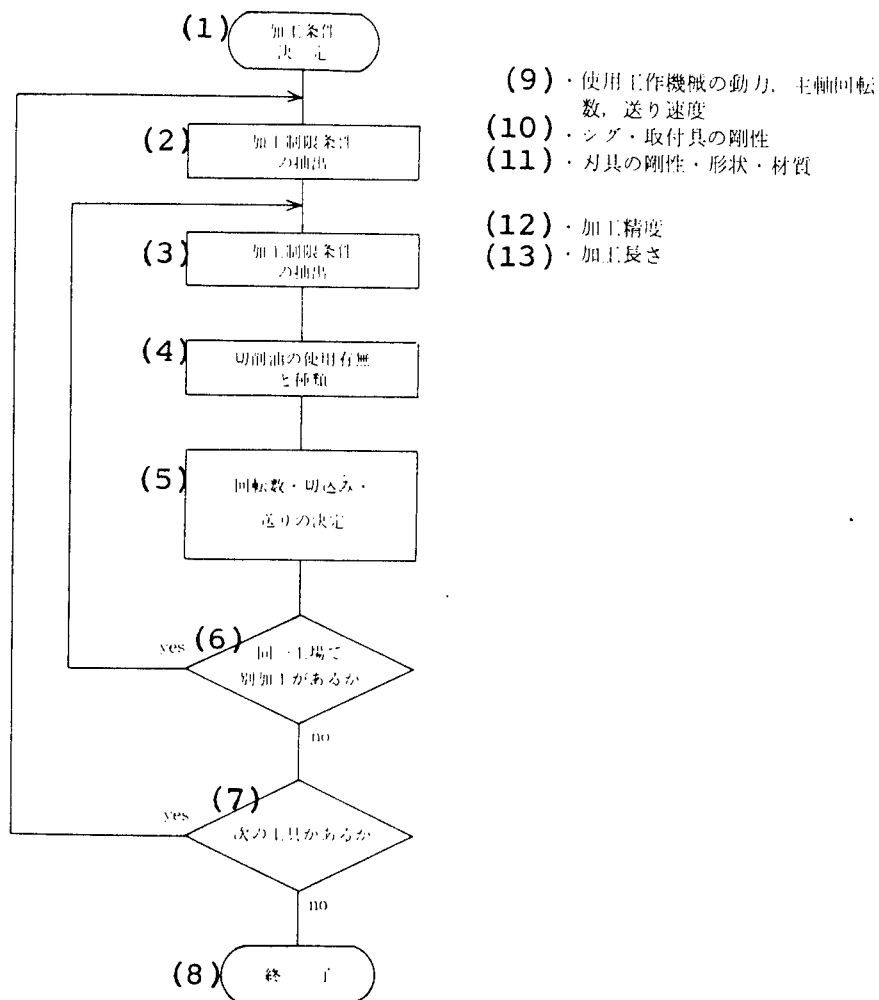 (1) 加工条件
決定
(2) 加工制限条件
の抽出
(3) 加工制限条件
の抽出
(4) 切削油の使用有無
と種類
(5) 回転数・切込み・
送りの決定
yes (6) 同一工場で
別加工があるか
no
yes (7) 次の工具があるか
no
(8) 終了
(9) ・使用工作機械の動力, 主軸回転
数, 送り速度
(10) ・ジグ・取付具の剛性
(11) ・刃具の剛性・形状・材質
(12) ・加工精度
(13) ・加工長さ